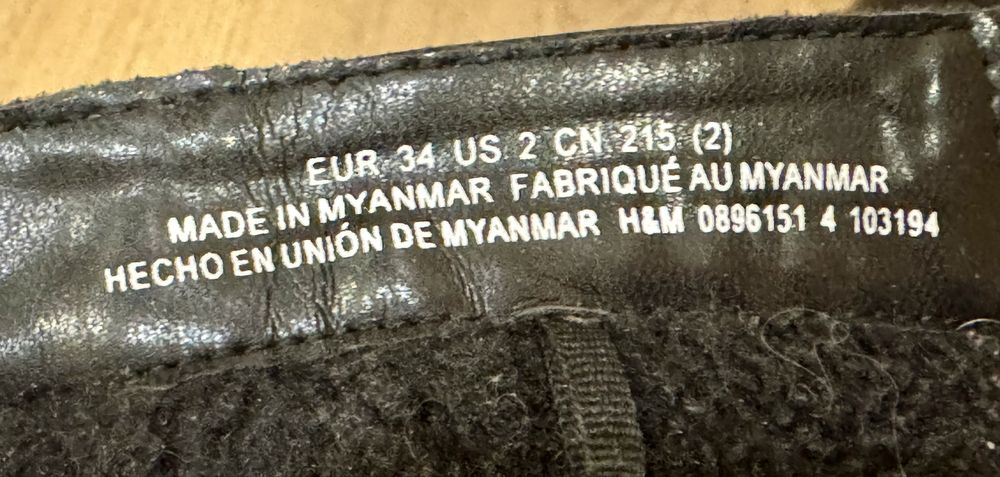 EUR 34 US 2 CN 215 (2)
MADE IN MYANMAR FABRIQUÉ AU MYANMAR
HECHO EN UNIÓN DE MYANMAR H&M 0896151 4 103194